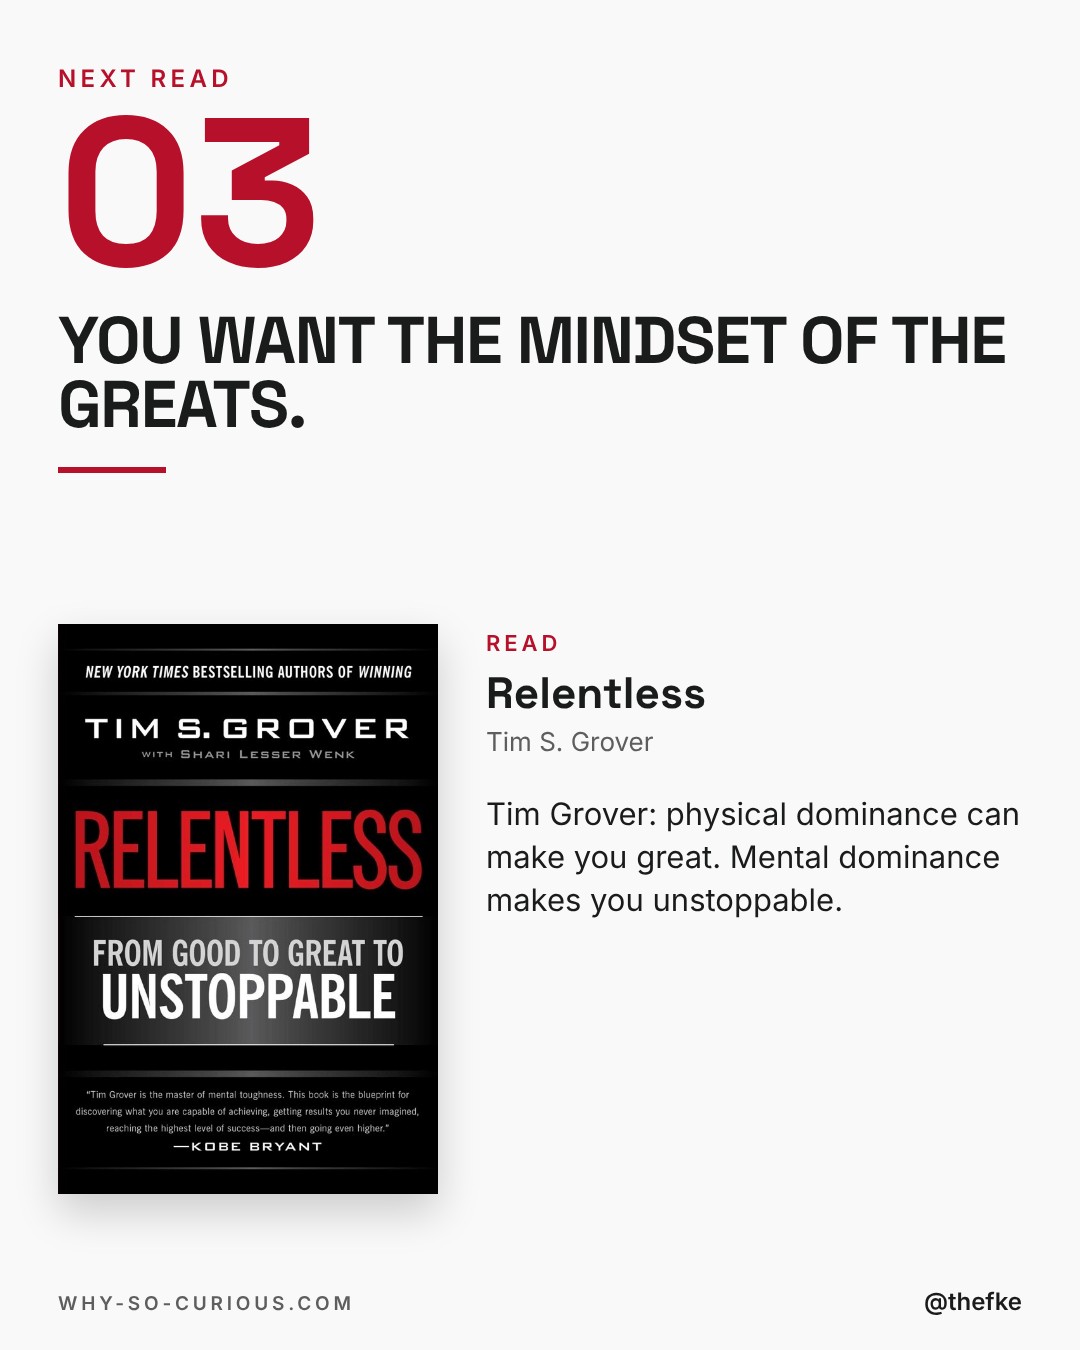 NEXT READ
03
YOU WANT THE MINDSET OF THE
GREATS.
NEW YORK TIMES BESTSELLING AUTHORS OF WINNING
TIM S. GROVER
WITH SHARI LESSER WENK
RELENTLESS
FROM GOOD TO GREAT TO
UNSTOPPABLE
"Tim Grover is the master of mental toughness. This book is the blueprint for
discovering what you are capable of achieving, getting results you never imagined,
reaching the highest level of success—and then going even higher."
—KOBE BRYANT
READ
Relentless
Tim S. Grover
Tim Grover: physical dominance can
make you great. Mental dominance
makes you unstoppable.
WHY-SO-CURIOUS.COM
@thefke